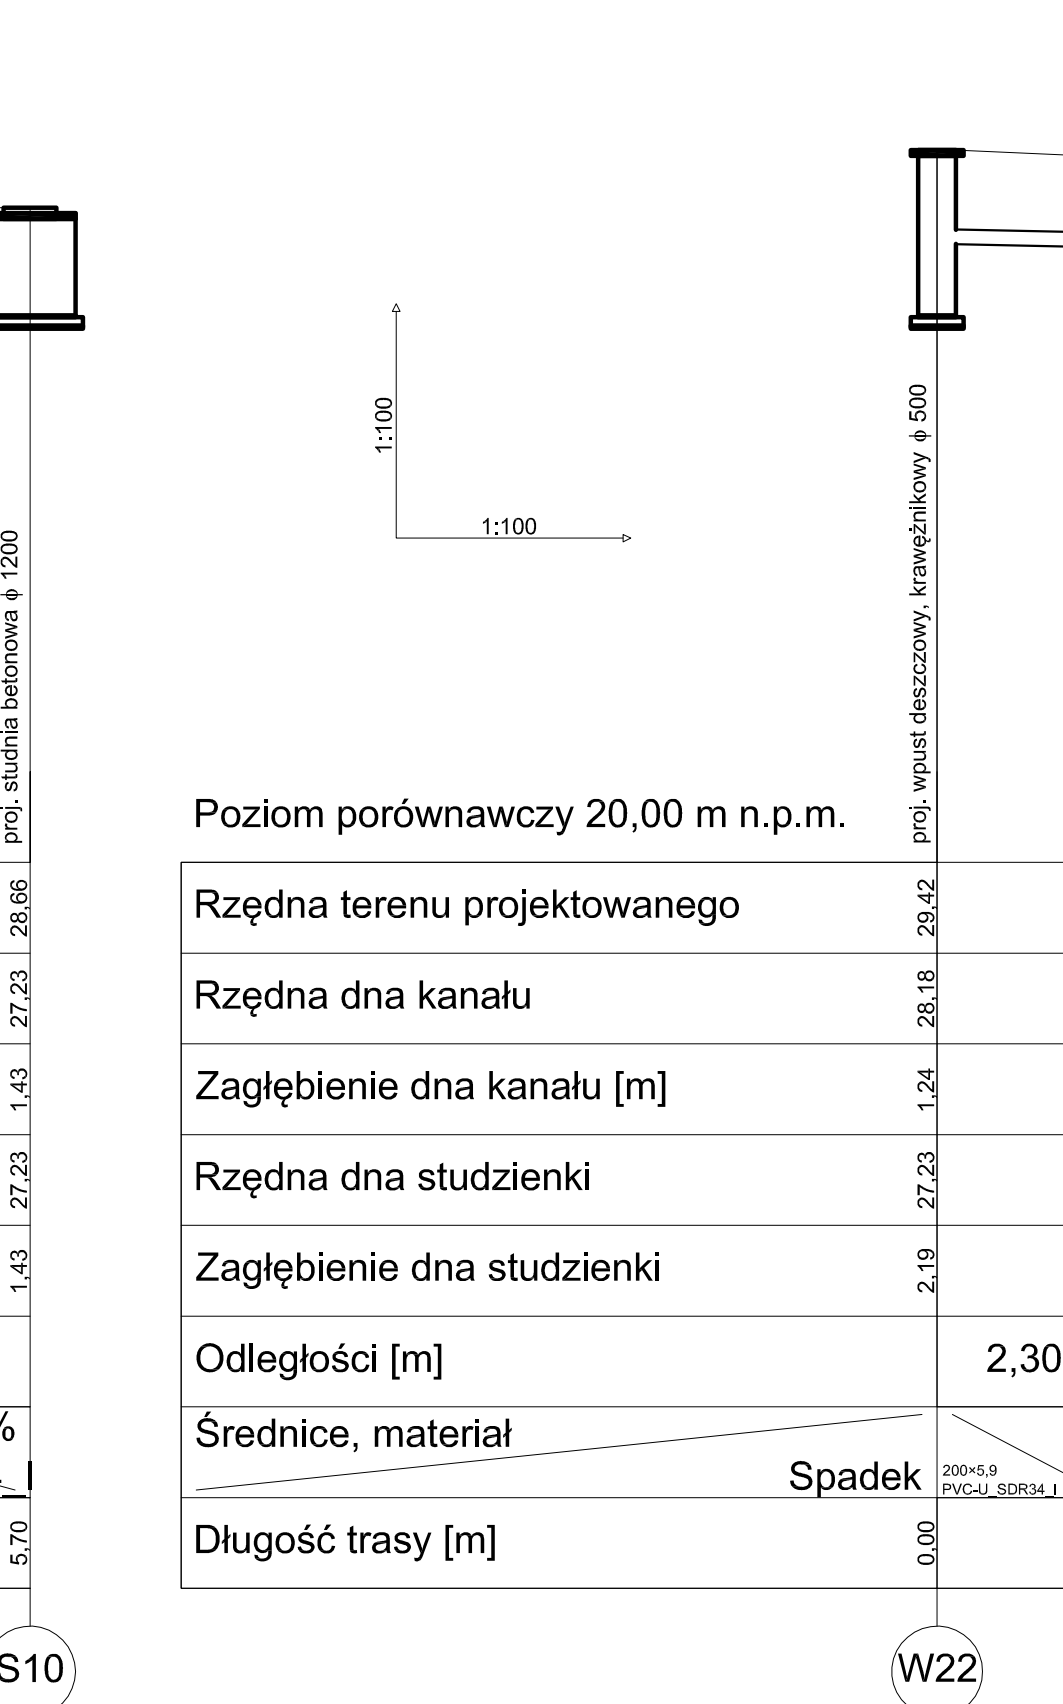 proj. studnia betonowa ϕ 1200
28,66
27,23
1,43
27,23
1,43
%
5,70
S10
1:100
1:100
proj. wpust deszczowy, krawężnikowy ϕ 500
Poziom porównawczy 20,00 m n.p.m.
Rzędna terenu projektowanego 29,42
Rzędna dna kanału 28,18
Zagłębienie dna kanału [m] 1,24
Rzędna dna studzienki 27,23
Zagłębienie dna studzienki 2,19
Odległości [m] 2,30
Średnice, materiał
Spadek
200×5,9
PVC-U_SDR34_l
Długość trasy [m] 0,00
W22